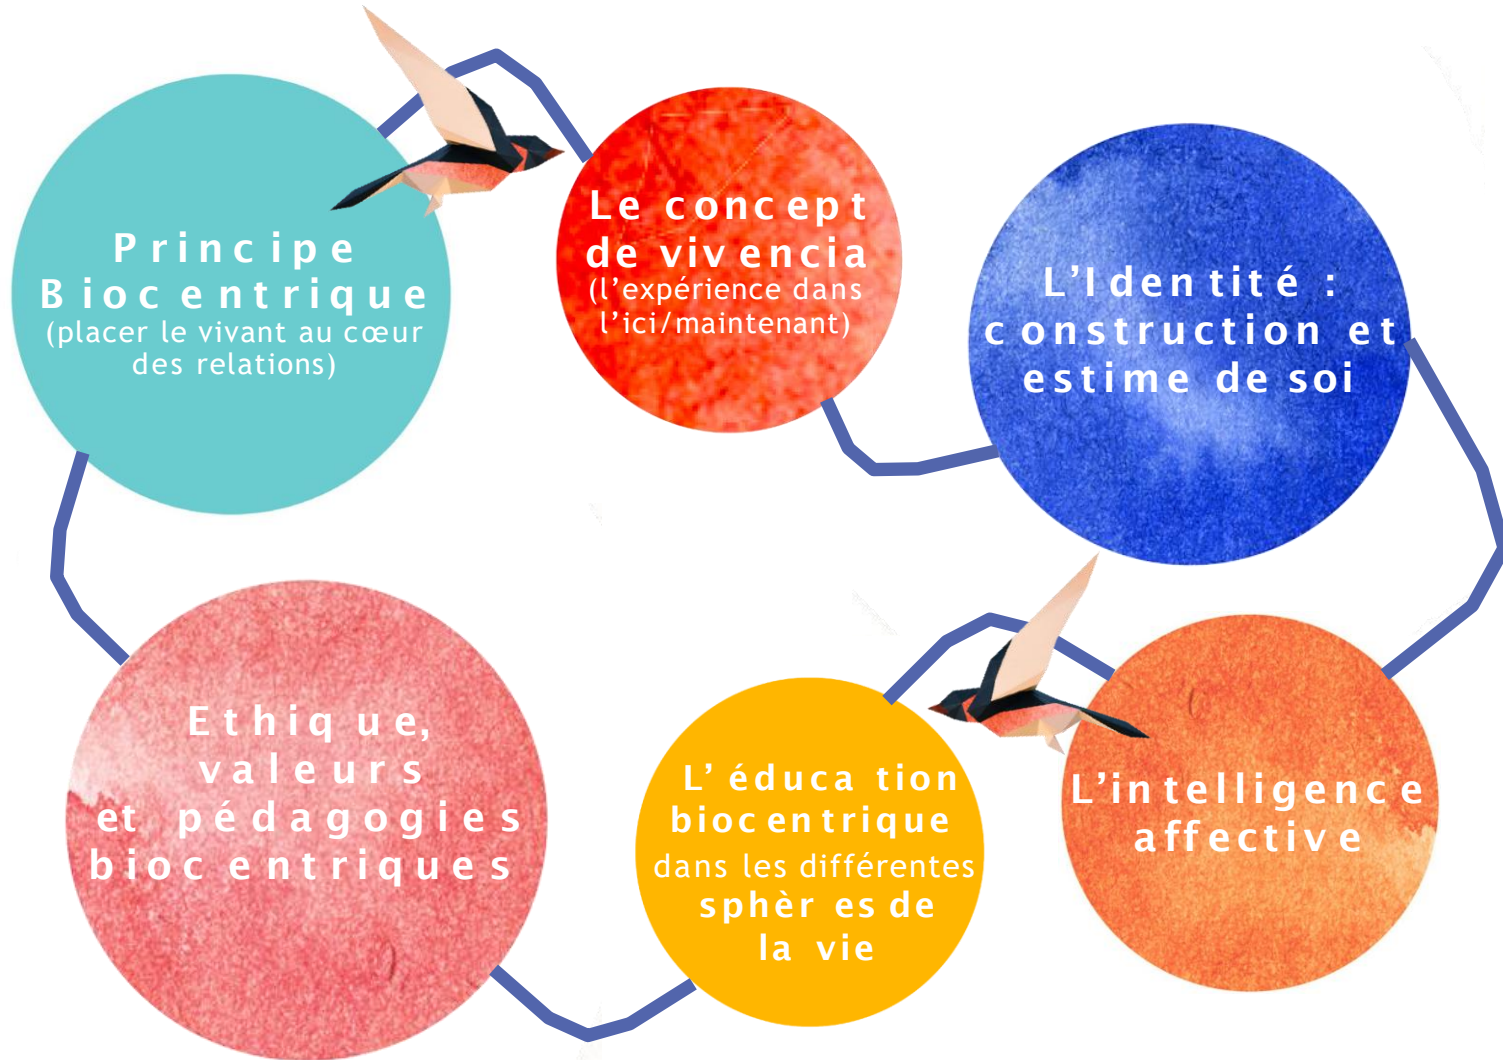 Principe
Biocentrique
(placer le vivant au cœur
des relations)
Le concept
de vivencia
(l’expérience dans
l’ici/maintenant)
L’Identité :
construction et
estime de soi
L’intelligence
affective
L’éducation
biocentrique
dans les différentes
sphères de
la vie
Ethique,
valeurs
et pédagogies
biocentriques